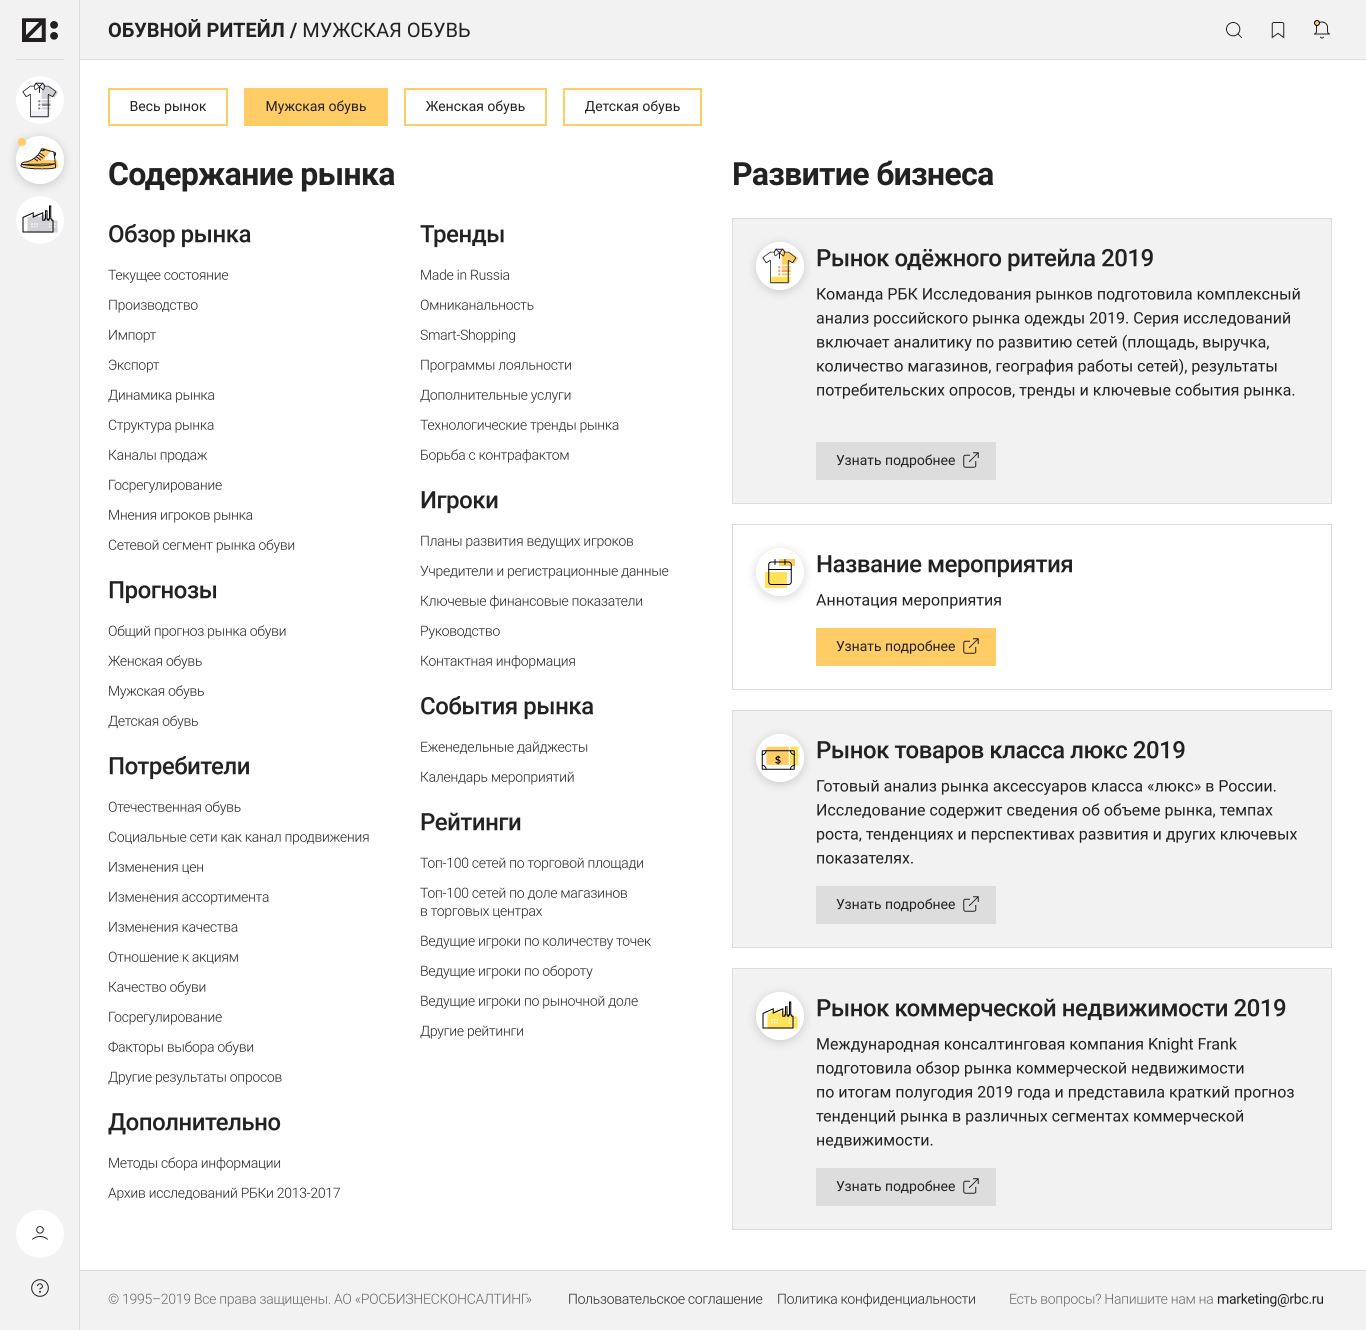 ОБУВНОЙ РИТЕЙЛ / МУЖСКАЯ ОБУВЬ
Весь рынок
Мужская обувь
Женская обувь
Детская обувь
Содержание рынка
Обзор рынка
Текущее состояние
Производство
Импорт
Экспорт
Динамика рынка
Структура рынка
Каналы продаж
Госрегулирование
Мнения игроков рынка
Сетевой сегмент рынка обуви
Прогнозы
Общий прогноз рынка обуви
Женская обувь
Мужская обувь
Детская обувь
Потребители
Отечественная обувь
Социальные сети как канал продвижения
Изменения цен
Изменения ассортимента
Изменения качества
Отношение к акциям
Качество обуви
Госрегулирование
Факторы выбора обуви
Другие результаты опросов
Дополнительно
Методы сбора информации
Архив исследований РБКи 2013-2017
Тренды
Made in Russia
Омниканальность
Smart-Shopping
Программы лояльности
Дополнительные услуги
Технологические тренды рынка
Борьба с контрафактом
Игроки
Планы развития ведущих игроков
Учредители и регистрационные данные
Ключевые финансовые показатели
Руководство
Контактная информация
События рынка
Еженедельные дайджесты
Календарь мероприятий
Рейтинги
Топ-100 сетей по торговой площади
Топ-100 сетей по доле магазинов
в торговых центрах
Ведущие игроки по количеству точек
Ведущие игроки по обороту
Ведущие игроки по рыночной доле
Другие рейтинги
Развитие бизнеса
Рынок одёжного ритейла 2019
Команда РБК Исследования рынков подготовила комплексный
анализ российского рынка одежды 2019. Серия исследований
включает аналитику по развитию сетей (площадь, выручка,
количество магазинов, география работы сетей), результаты
потребительских опросов, тренды и ключевые события рынка.
Узнать подробнее
Название мероприятия
Аннотация мероприятия
Узнать подробнее
$
Рынок товаров класса люкс 2019
Готовый анализ рынка аксессуаров класса «люкс» в России.
Исследование содержит сведения об объеме рынка, темпах
роста, тенденциях и перспективах развития и других ключевых
показателях.
Узнать подробнее
Рынок коммерческой недвижимости 2019
Международная консалтинговая компания Knight Frank
подготовила обзор рынка коммерческой недвижимости
по итогам полугодия 2019 года и представила краткий прогноз
тенденций рынка в различных сегментах коммерческой
недвижимости.
Узнать подробнее
?
© 1995–2019 Все права защищены. АО «РОСБИЗНЕСКОНСАЛТИНГ»
Пользовательское соглашение
Политика конфиденциальности
Есть вопросы? Напишите нам на marketing@rbc.ru